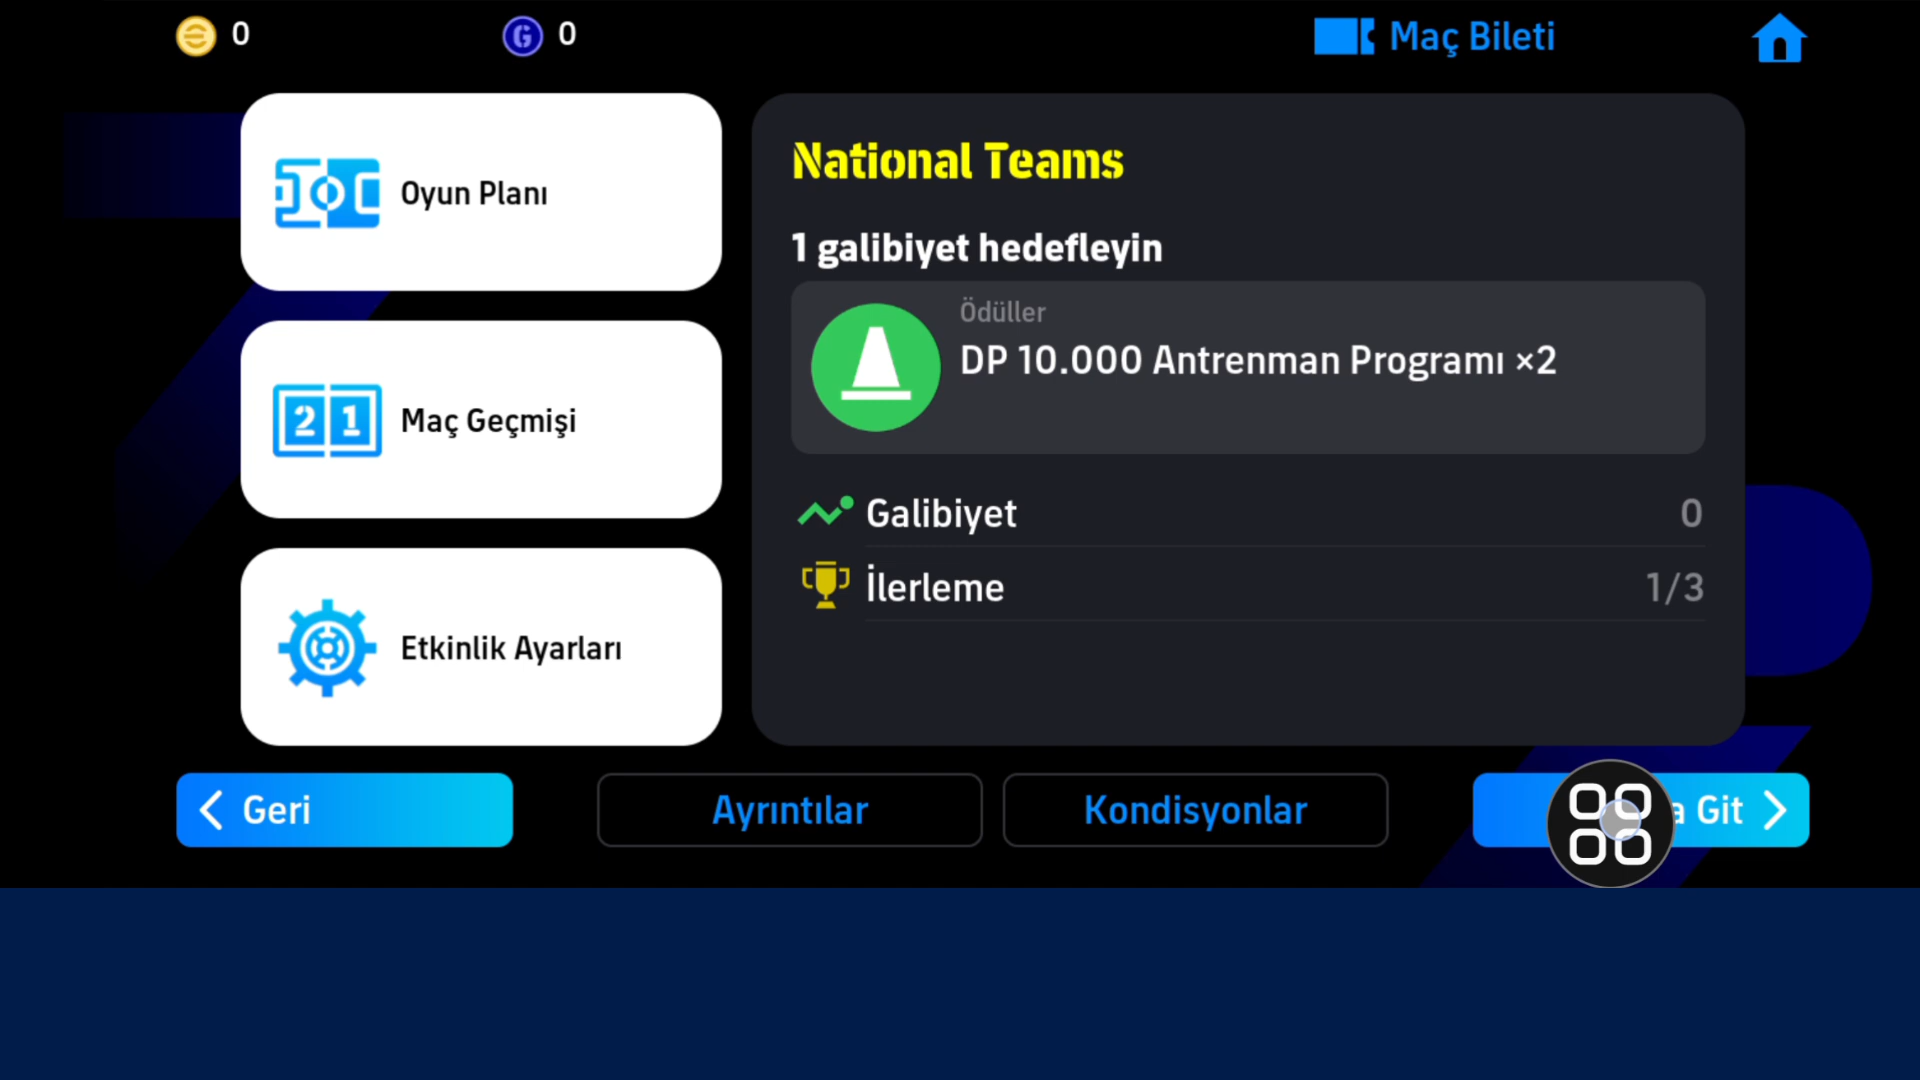 0
0
Maç Bileti
Oyun Planı
Maç Geçmişi
Etkinlik Ayarları
National Teams
1 galibiyet hedefleyin
Ödüller
DP 10.000 Antrenman Programı ×2
Galibiyet
0
İlerleme
1/3
Geri
Ayrıntılar
Kondisyonlar
Git